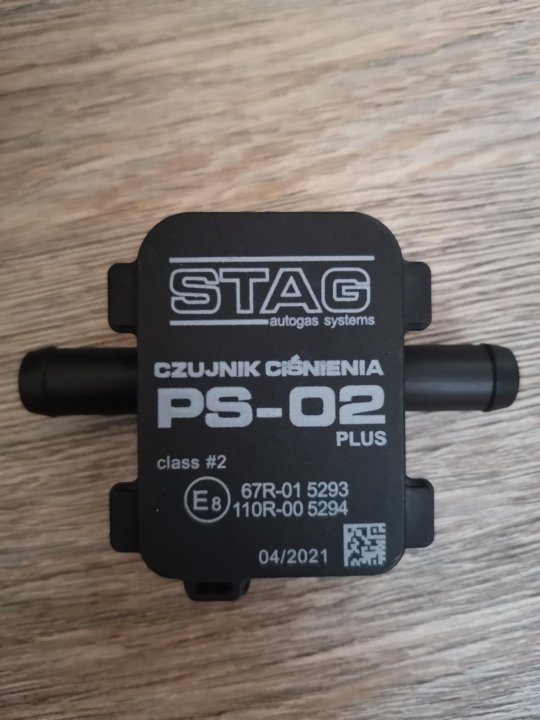 STAG
autogas systems
CZUJNIK CIŚNIENIA
PS-02
PLUS
class #2
E8
67R-01 5293
110R-00 5294
04/2021